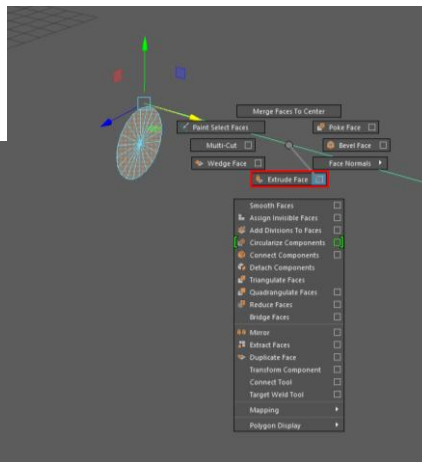 Merge Faces To Center
Paint Select Faces
Poke Face
Multi-Cut
Bevel Face
Wedge Face
Face Normals
Extrude Face
Smooth Faces
Assign Invisible Faces
Add Divisions To Faces
Circularize Components
Connect Components
Detach Components
Triangulate Faces
Quadrangulate Faces
Reduce Faces
Bridge Faces
Mirror
Extract Faces
Duplicate Face
Transform Component
Connect Tool
Target Weld Tool
Mapping
Polygon Display